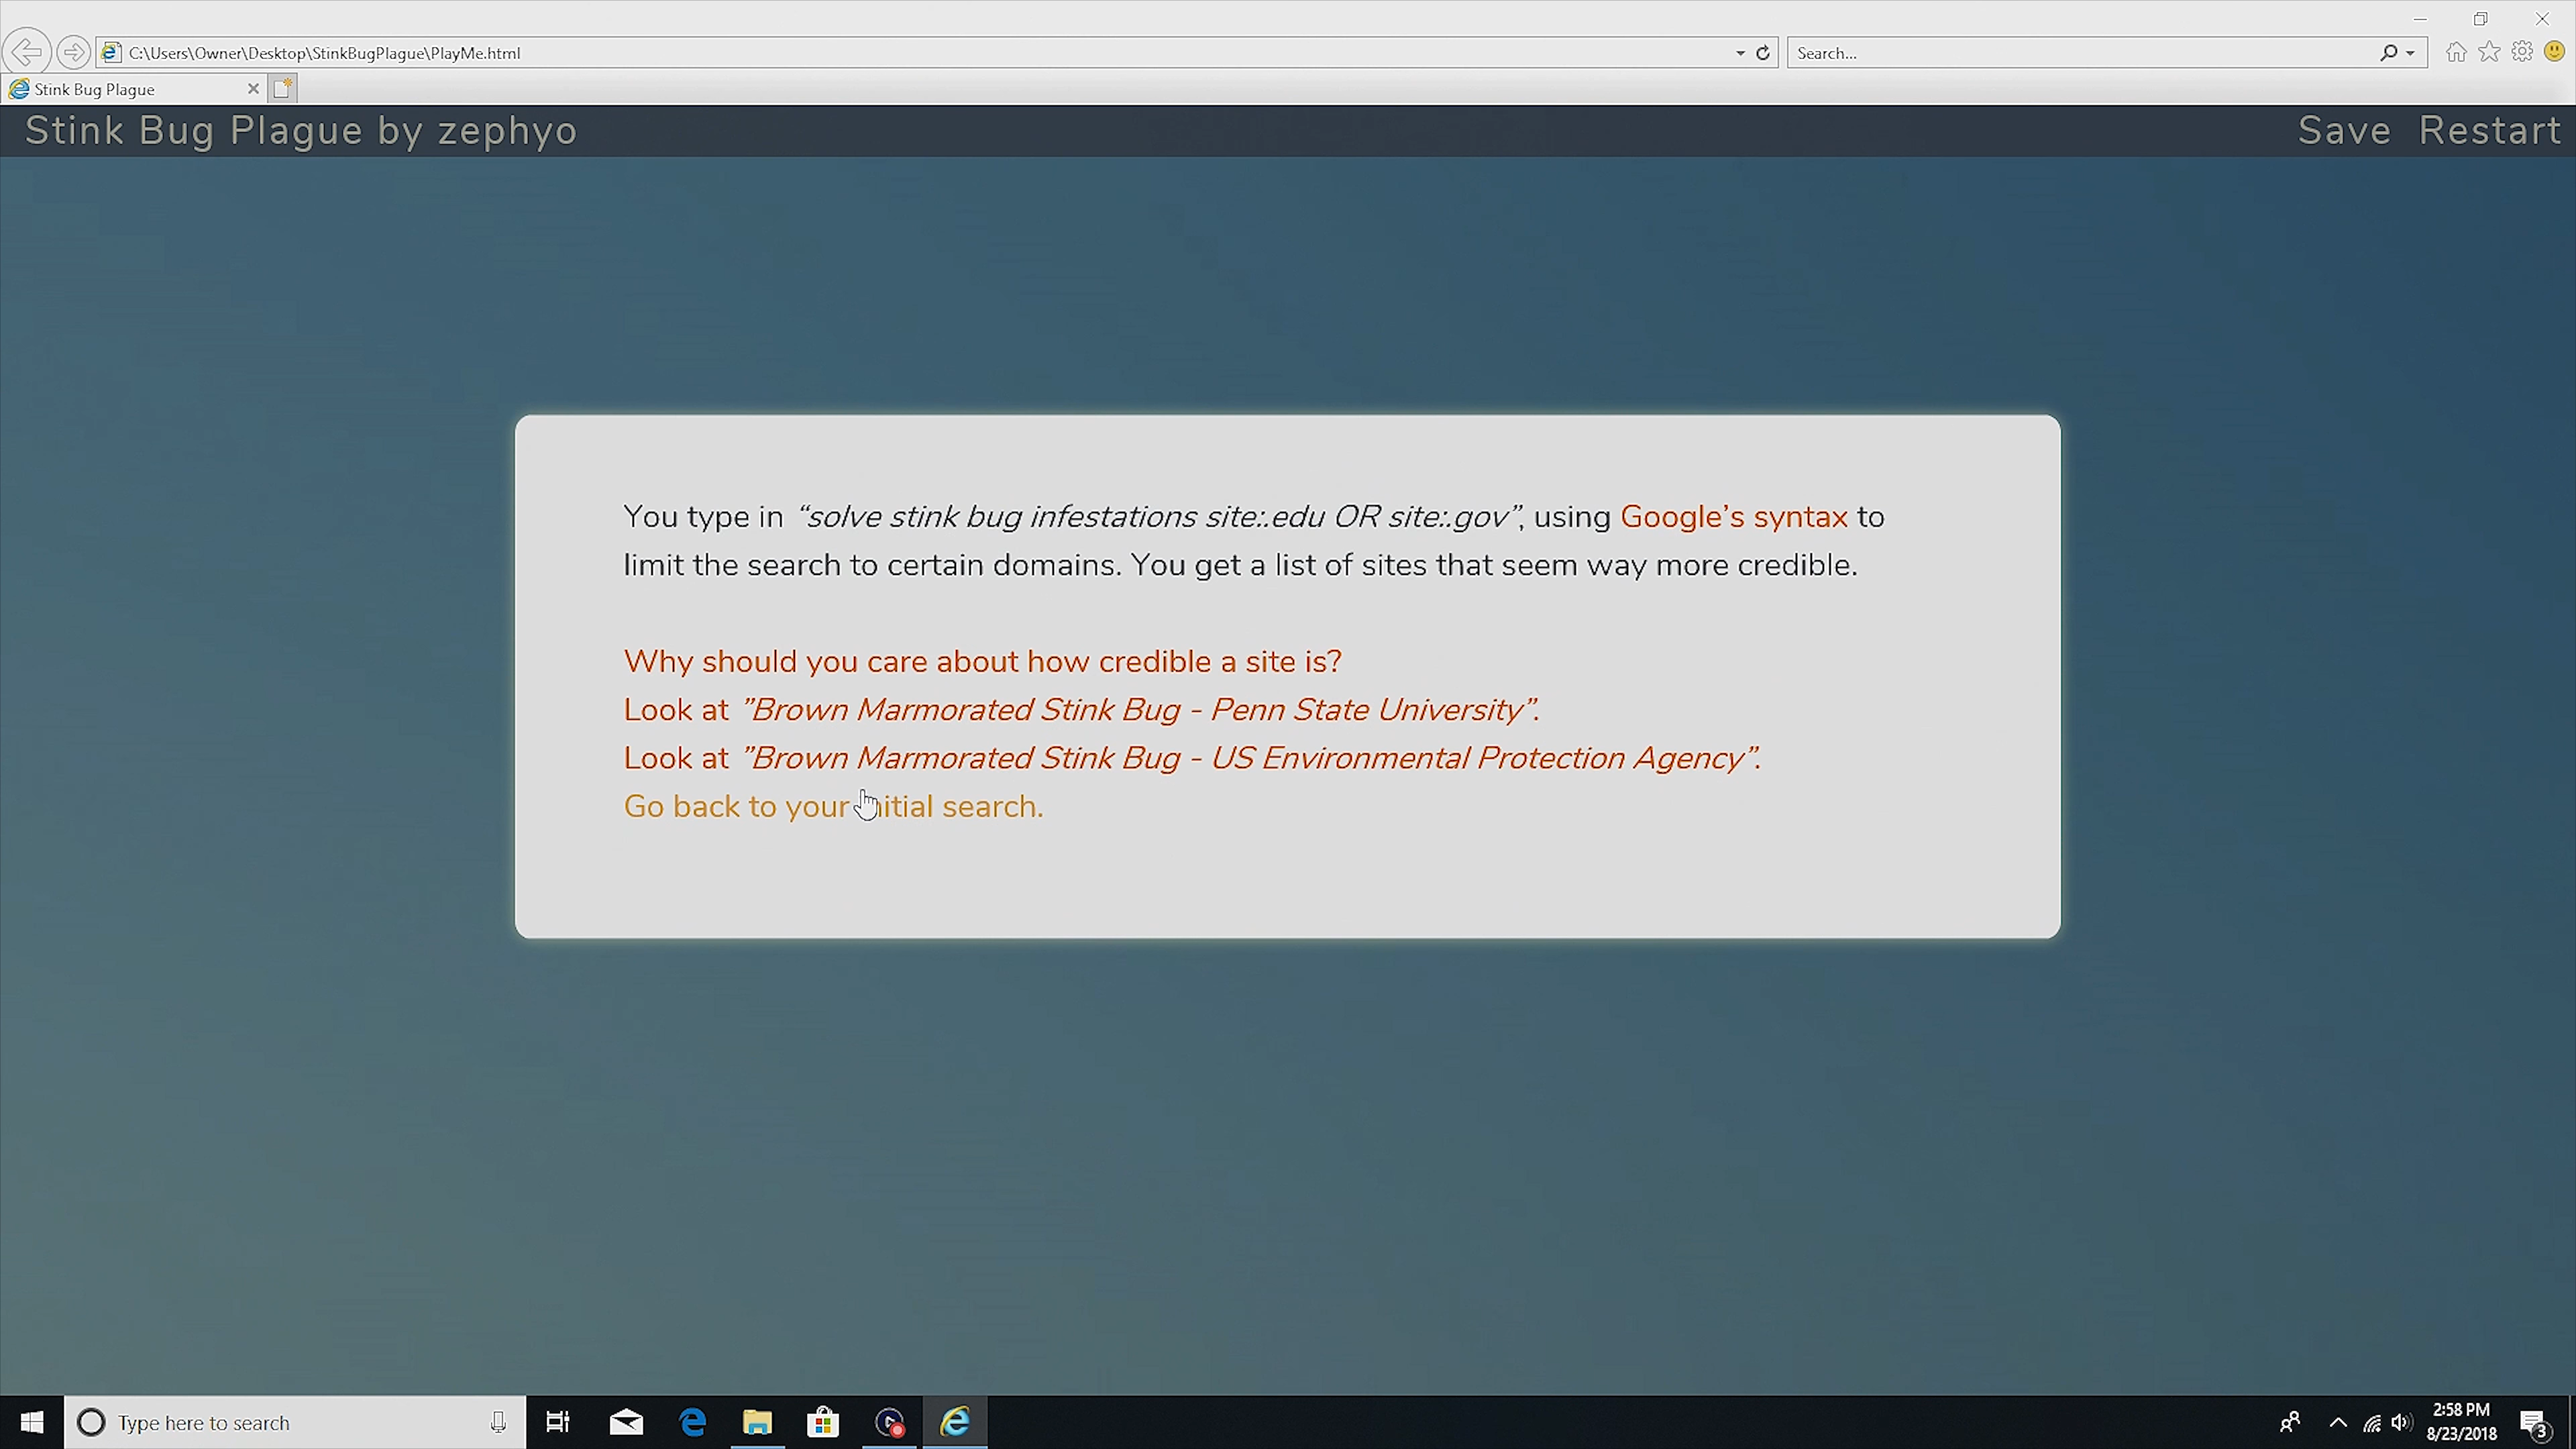 C:\Users\Owner\Desktop\StinkBugPlague\PlayMe.html
Search...
Stink Bug Plague
Stink Bug Plague by zephyo
Save Restart
You type in “solve stink bug infestations site:.edu OR site:.gov”, using Google’s syntax to
limit the search to certain domains. You get a list of sites that seem way more credible.
Why should you care about how credible a site is?
Look at ”Brown Marmorated Stink Bug - Penn State University”.
Look at ”Brown Marmorated Stink Bug - US Environmental Protection Agency”.
Go back to your initial search.
Type here to search
2:58 PM
8/23/2018
3